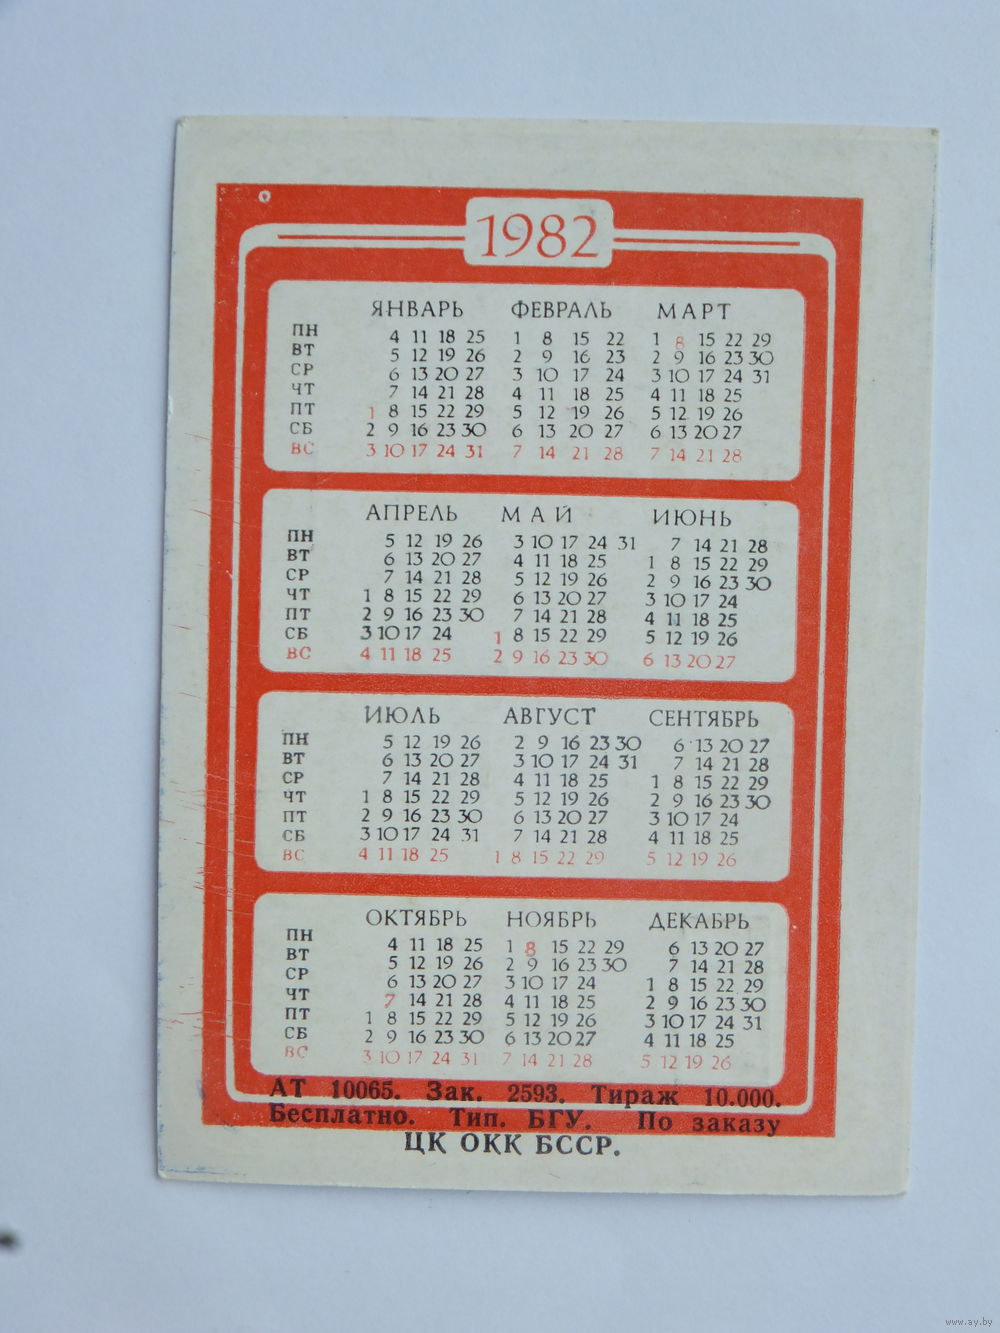 1982
ЯНВАРЬ ФЕВРАЛЬ МАРТ
ПН 4 11 18 25 1 8 15 22 1 8 15 22 29
ВТ 5 12 19 26 2 9 16 23 2 9 16 23 30
СР 6 13 20 27 3 10 17 24 3 10 17 24 31
ЧТ 7 14 21 28 4 11 18 25 4 11 18 25
ПТ 1 8 15 22 29 5 12 19 26 5 12 19 26
СБ 2 9 16 23 30 6 13 20 27 6 13 20 27
ВС 3 10 17 24 31 7 14 21 28 7 14 21 28
АПРЕЛЬ МАЙ ИЮНЬ
ПН 5 12 19 26 3 10 17 24 31 7 14 21 28
ВТ 6 13 20 27 4 11 18 25 1 8 15 22 29
СР 7 14 21 28 5 12 19 26 2 9 16 23 30
ЧТ 1 8 15 22 29 6 13 20 27 3 10 17 24
ПТ 2 9 16 23 30 7 14 21 28 4 11 18 25
СБ 3 10 17 24 1 8 15 22 29 5 12 19 26
ВС 4 11 18 25 2 9 16 23 30 6 13 20 27
ИЮЛЬ АВГУСТ СЕНТЯБРЬ
ПН 5 12 19 26 2 9 16 23 30 6 13 20 27
ВТ 6 13 20 27 3 10 17 24 31 7 14 21 28
СР 7 14 21 28 4 11 18 25 1 8 15 22 29
ЧТ 1 8 15 22 29 5 12 19 26 2 9 16 23 30
ПТ 2 9 16 23 30 6 13 20 27 3 10 17 24
СБ 3 10 17 24 31 7 14 21 28 4 11 18 25
ВС 4 11 18 25 1 8 15 22 29 5 12 19 26
ОКТЯБРЬ НОЯБРЬ ДЕКАБРЬ
ПН 4 11 18 25 1 8 15 22 29 6 13 20 27
ВТ 5 12 19 26 2 9 16 23 30 7 14 21 28
СР 6 13 20 27 3 10 17 24 1 8 15 22 29
ЧТ 7 14 21 28 4 11 18 25 2 9 16 23 30
ПТ 1 8 15 22 29 5 12 19 26 3 10 17 24 31
СБ 2 9 16 23 30 6 13 20 27 4 11 18 25
ВС 3 10 17 24 31 7 14 21 28 5 12 19 26
АТ 10065. Зак. 2593. Тираж 10.000.
Бесплатно. Тип. БГУ. По заказу
ЦК ОКК БССР.
www.ay.by